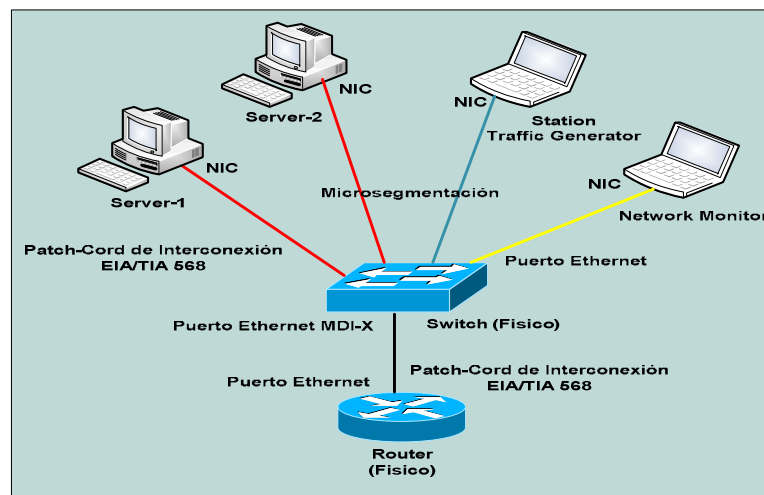 NIC
Server-2
NIC
Station
Traffic Generator
NIC
Server-1
NIC
Network Monitor
Microsegmentación
Patch-Cord de Interconexión
EIA/TIA 568
Puerto Ethernet
Puerto Ethernet MDI-X
Switch (Fisico)
Puerto Ethernet
Patch-Cord de Interconexión
EIA/TIA 568
Router
(Fisico)